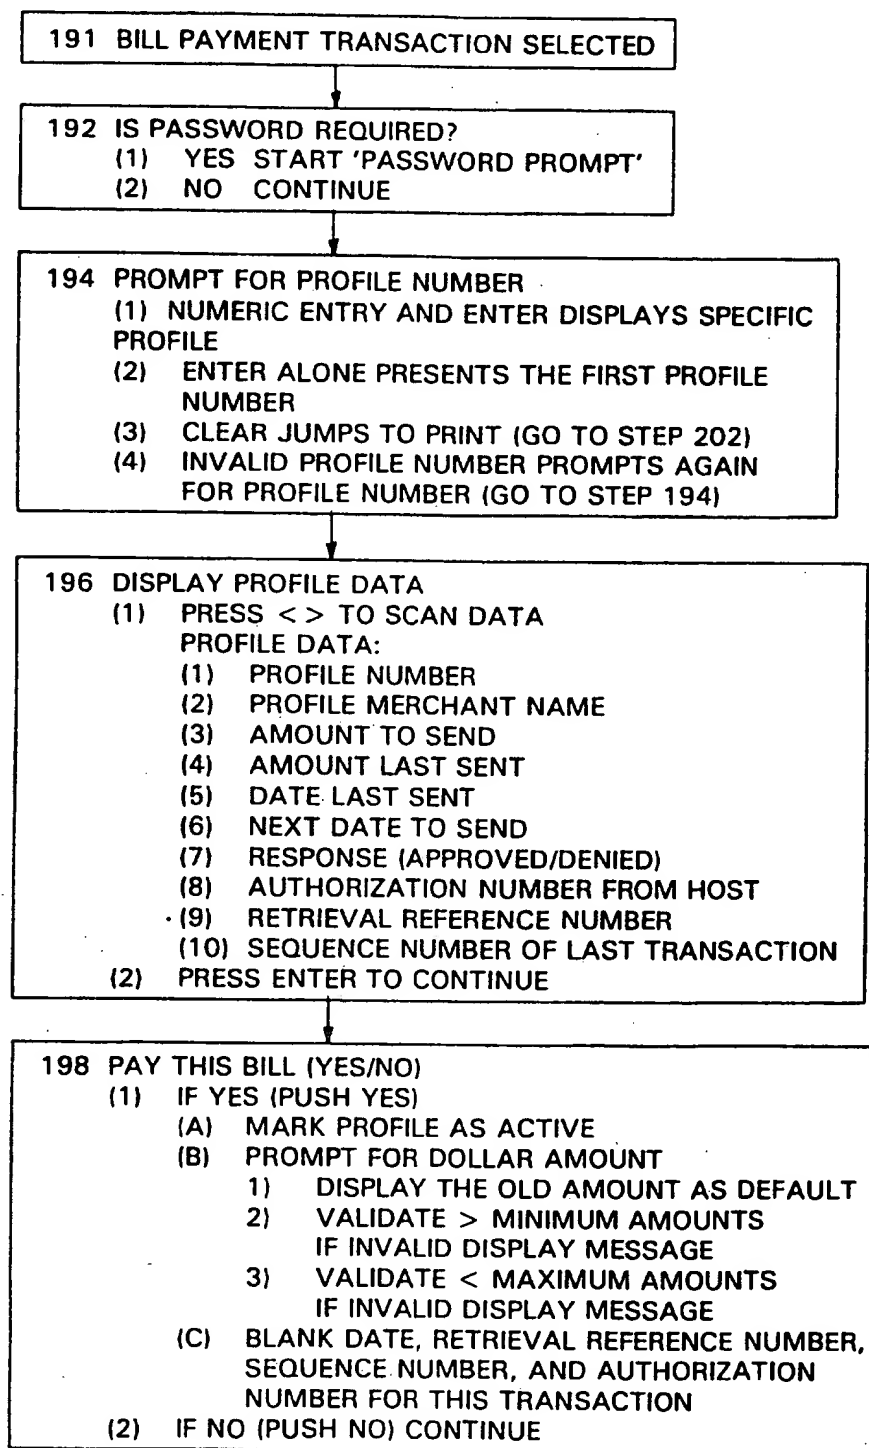 191 BILL PAYMENT TRANSACTION SELECTED
192 IS PASSWORD REQUIRED?
(1) YES START 'PASSWORD PROMPT'
(2) NO CONTINUE
194 PROMPT FOR PROFILE NUMBER
(1) NUMERIC ENTRY AND ENTER DISPLAYS SPECIFIC
PROFILE
(2) ENTER ALONE PRESENTS THE FIRST PROFILE
NUMBER
(3) CLEAR JUMPS TO PRINT (GO TO STEP 202)
(4) INVALID PROFILE NUMBER PROMPTS AGAIN
FOR PROFILE NUMBER (GO TO STEP 194)
196 DISPLAY PROFILE DATA
(1) PRESS < > TO SCAN DATA
PROFILE DATA:
(1) PROFILE NUMBER
(2) PROFILE MERCHANT NAME
(3) AMOUNT TO SEND
(4) AMOUNT LAST SENT
(5) DATE LAST SENT
(6) NEXT DATE TO SEND
(7) RESPONSE (APPROVED/DENIED)
(8) AUTHORIZATION NUMBER FROM HOST
(9) RETRIEVAL REFERENCE NUMBER
(10) SEQUENCE NUMBER OF LAST TRANSACTION
(2) PRESS ENTER TO CONTINUE
198 PAY THIS BILL (YES/NO)
(1) IF YES (PUSH YES)
(A) MARK PROFILE AS ACTIVE
(B) PROMPT FOR DOLLAR AMOUNT
1) DISPLAY THE OLD AMOUNT AS DEFAULT
2) VALIDATE > MINIMUM AMOUNTS
IF INVALID DISPLAY MESSAGE
3) VALIDATE < MAXIMUM AMOUNTS
IF INVALID DISPLAY MESSAGE
(C) BLANK DATE, RETRIEVAL REFERENCE NUMBER,
SEQUENCE NUMBER, AND AUTHORIZATION
NUMBER FOR THIS TRANSACTION
(2) IF NO (PUSH NO) CONTINUE